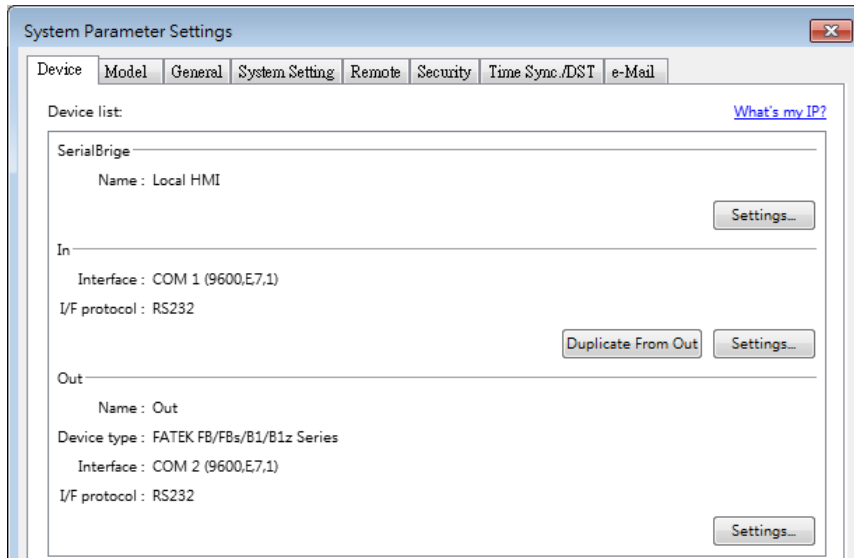 System Parameter Settings
Device Model General System Setting Remote Security Time Sync./DST e-Mail
Device list: What's my IP?
SerialBrige
Name : Local HMI
Settings...
In
Interface : COM 1 (9600,E,7,1)
I/F protocol : RS232
Duplicate From Out Settings...
Out
Name : Out
Device type : FATEK FB/FBs/B1/B1z Series
Interface : COM 2 (9600,E,7,1)
I/F protocol : RS232
Settings...